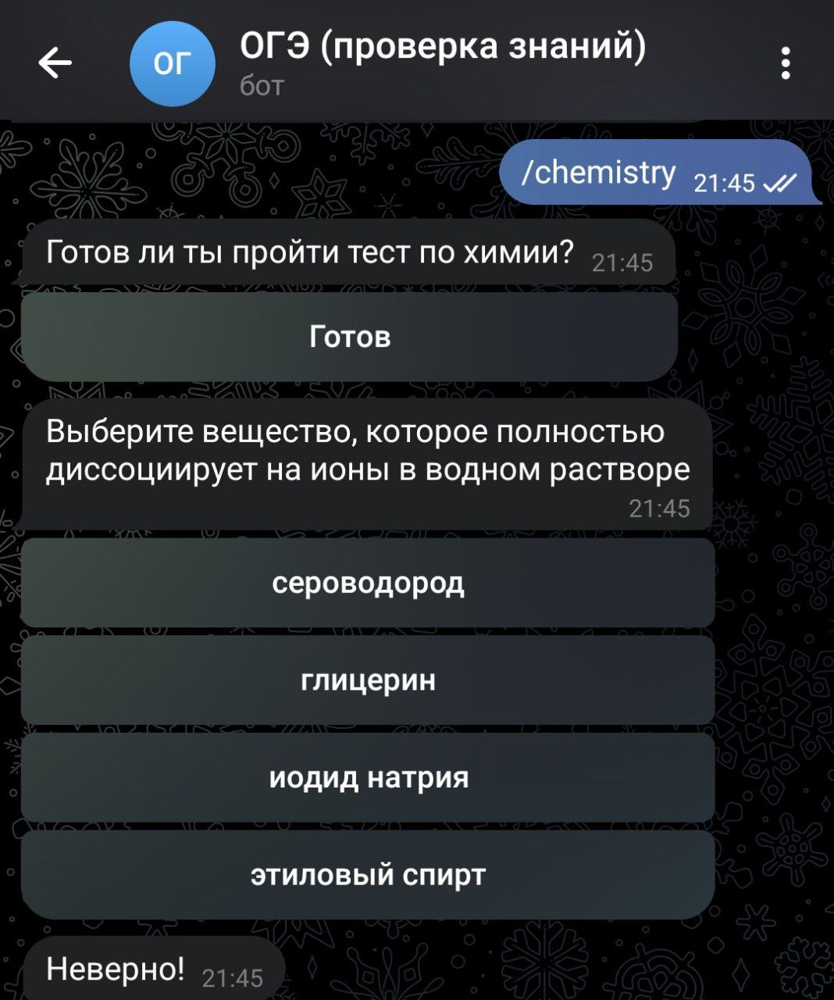 ОГ
ОГЭ (проверка знаний)
бот
/chemistry 21:45
Готов ли ты пройти тест по химии? 21:45
Готов
Выберите вещество, которое полностью
диссоциирует на ионы в водном растворе
21:45
сероводород
глицерин
иодид натрия
этиловый спирт
Неверно! 21:45